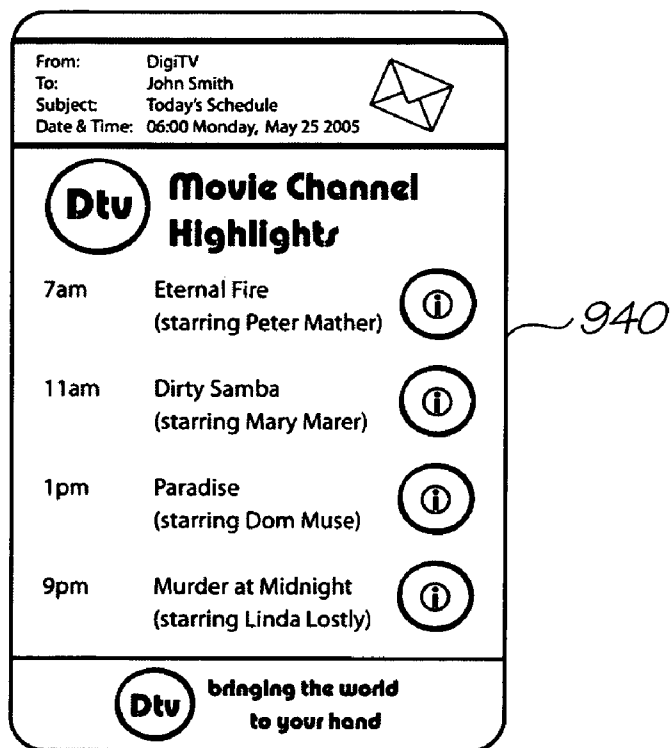 From: DigiTV
To: John Smith
Subject: Today's Schedule
Date & Time: 06:00 Monday, May 25 2005
Dtv
Movie Channel
Highlights
7am Eternal Fire
(starring Peter Mather)
i
940
11am Dirty Samba
(starring Mary Marer)
i
1pm Paradise
(starring Dom Muse)
i
9pm Murder at Midnight
(starring Linda Lostly)
i
Dtv
bringing the world
to your hand